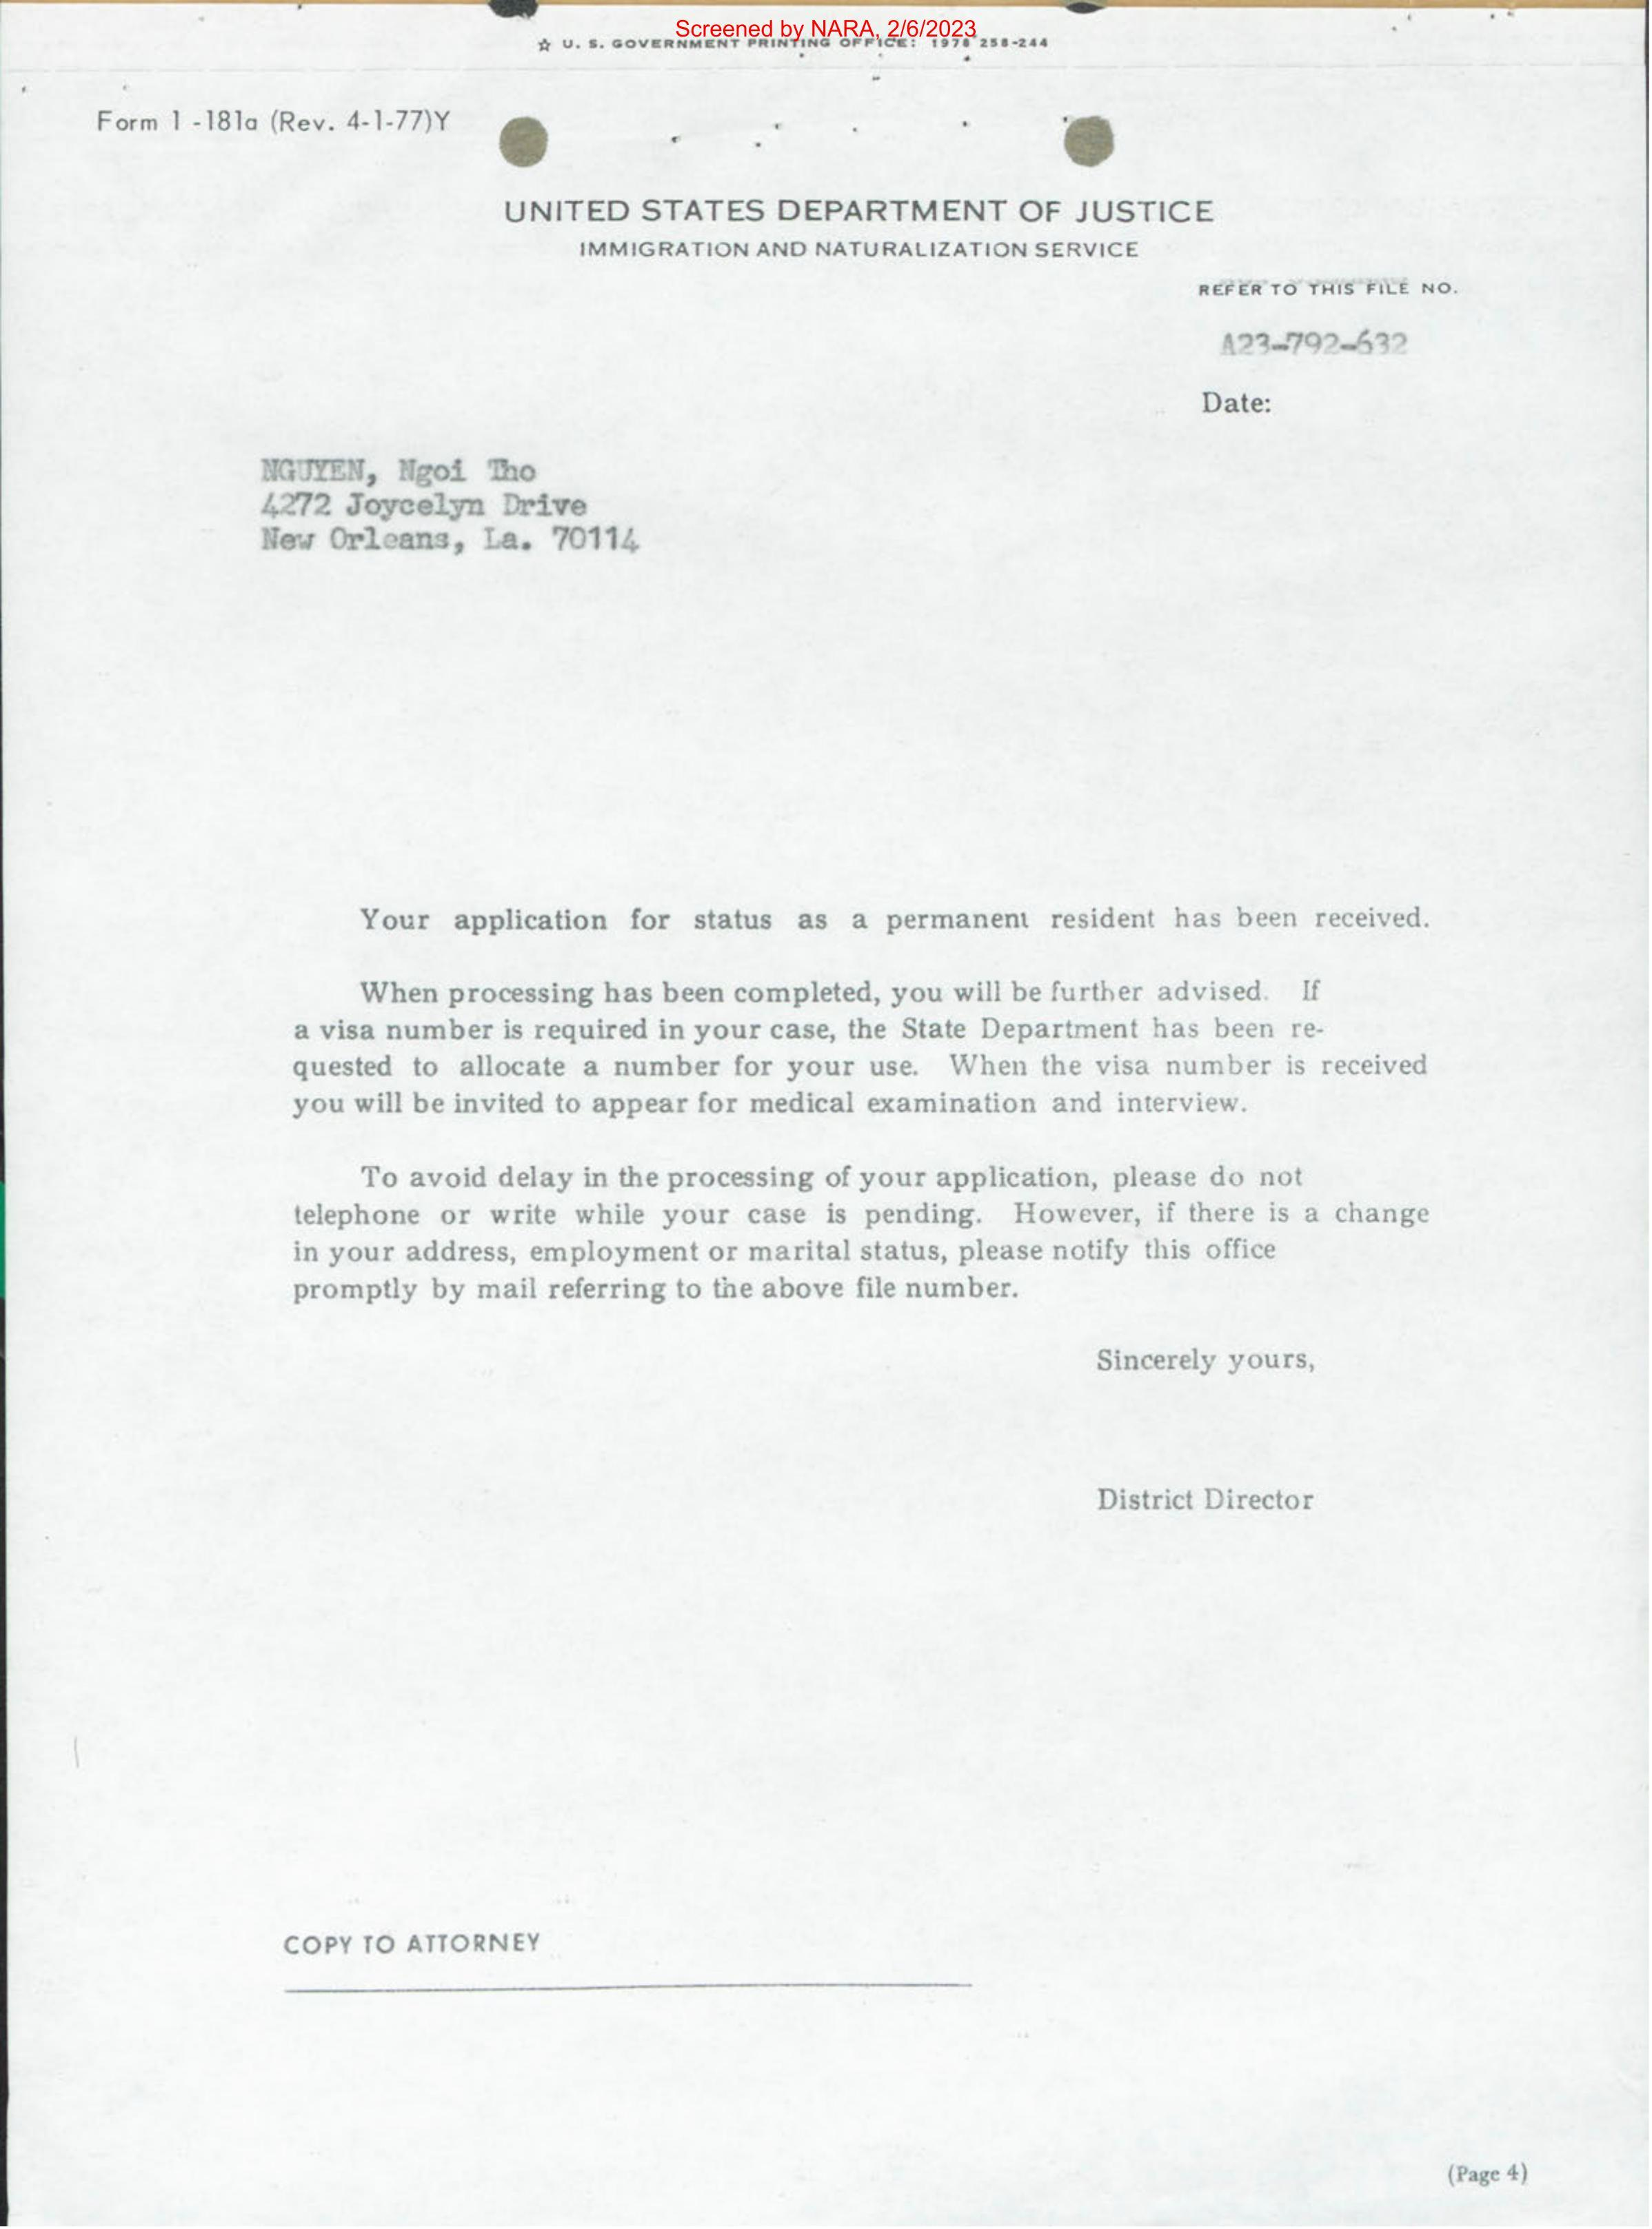 Screened by NARA, 2/6/2023
☆ U. S. GOVERNMENT PRINTING OFFICE: 1978 258-244
Form I-181a (Rev. 4-1-77)Y
UNITED STATES DEPARTMENT OF JUSTICE
IMMIGRATION AND NATURALIZATION SERVICE
REFER TO THIS FILE NO.
A23-792-632
Date:
NGUYEN, Ngoi Tho
4272 Joycelyn Drive
New Orleans, La. 70114
Your application for status as a permanent resident has been received.
When processing has been completed, you will be further advised. If
a visa number is required in your case, the State Department has been re-
quested to allocate a number for your use. When the visa number is received
you will be invited to appear for medical examination and interview.
To avoid delay in the processing of your application, please do not
telephone or write while your case is pending. However, if there is a change
in your address, employment or marital status, please notify this office
promptly by mail referring to the above file number.
Sincerely yours,
District Director
COPY TO ATTORNEY
(Page 4)